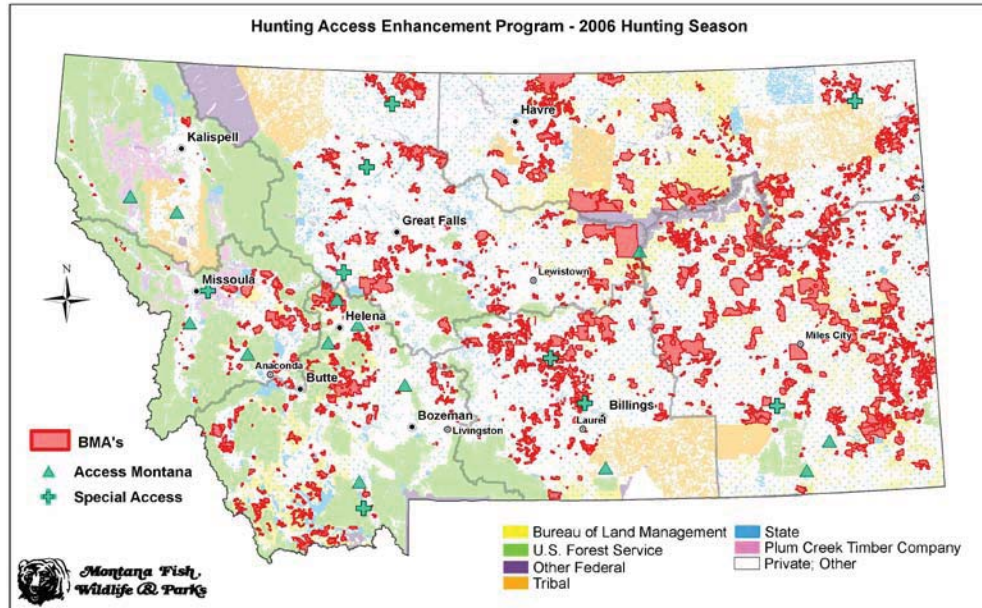 Hunting Access Enhancement Program - 2006 Hunting Season
Havre
Kalispell
Great Falls
Lewistown
N
Missoula
Helena
Miles City
Anaconda
Butte
Billings
Bozeman
Laurel
Livingston
BMA's
Access Montana
Special Access
Bureau of Land Management
U.S. Forest Service
Other Federal
Tribal
State
Plum Creek Timber Company
Private; Other
Montana Fish,
Wildlife & Parks